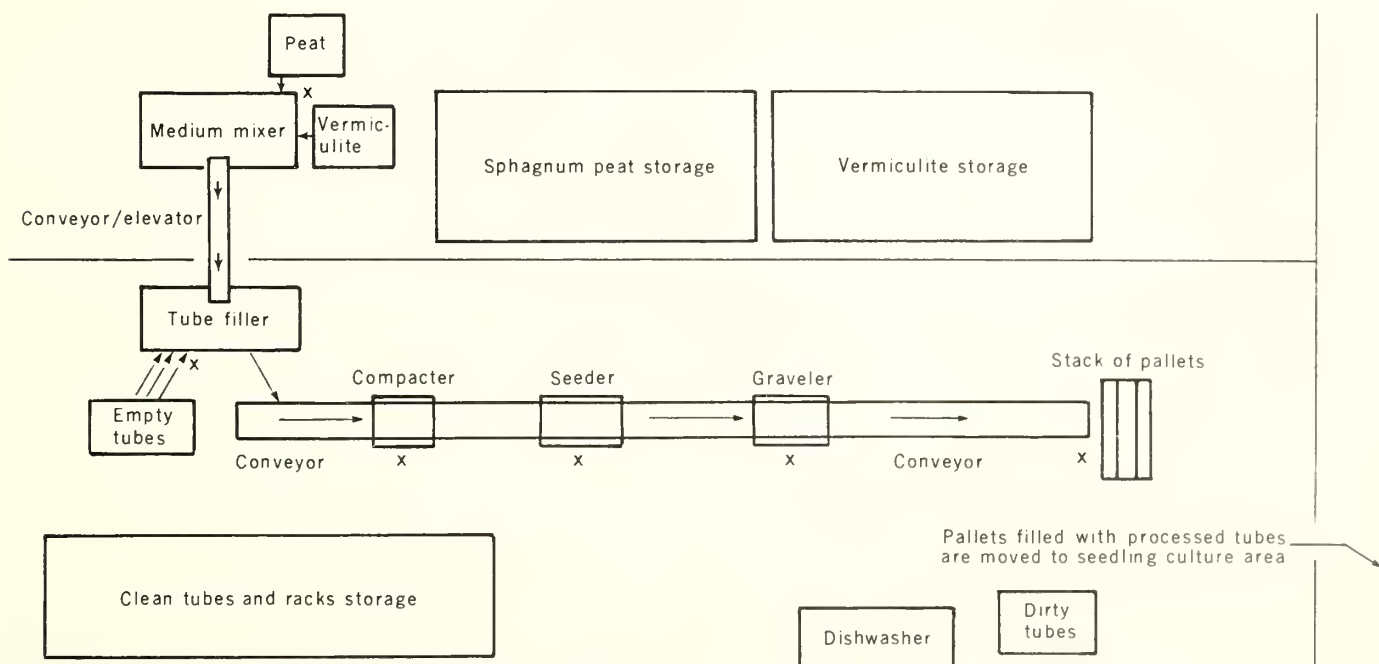 Peat
x
Medium mixer
Vermic-
ulite
Sphagnum peat storage
Vermiculite storage
Conveyor/elevator
Tube filler
x
Empty
tubes
Compacter
Seeder
Graveler
Stack of pallets
Conveyor
x
x
x
Conveyor
x
Pallets filled with processed tubes
are moved to seedling culture area
Clean tubes and racks storage
Dishwasher
Dirty
tubes